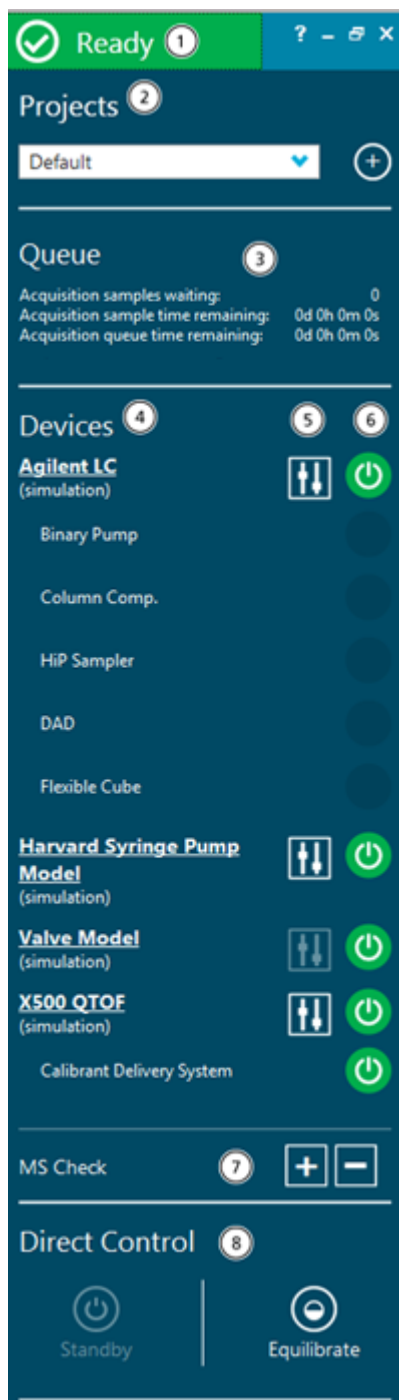 Ready 1 ? – X
Projects 2
Default
Queue 3
Acquisition samples waiting: 0
Acquisition sample time remaining: 0d 0h 0m 0s
Acquisition queue time remaining: 0d 0h 0m 0s
Devices 4 5 6
Agilent LC
(simulation)
Binary Pump
Column Comp.
HiP Sampler
DAD
Flexible Cube
Harvard Syringe Pump
Model
(simulation)
Valve Model
(simulation)
X500 QTOF
(simulation)
Calibrant Delivery System
MS Check 7 + −
Direct Control 8
Standby Equilibrate